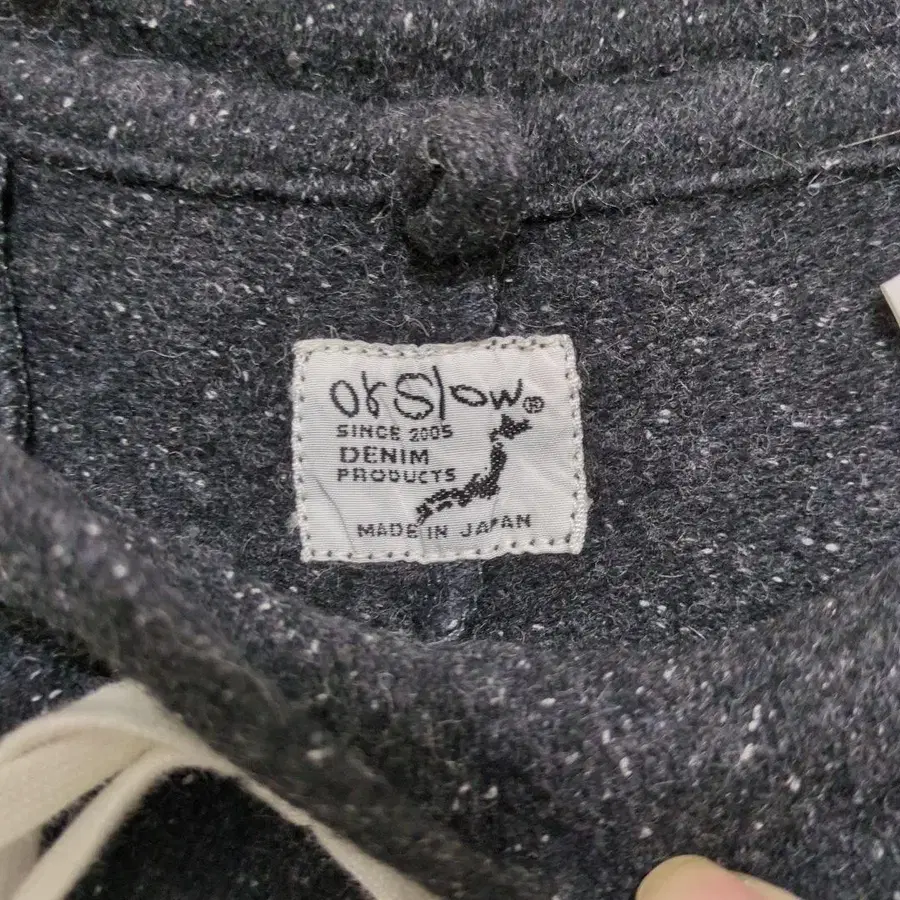 orSlow®
SINCE 2005
DENIM
PRODUCTS
MADE IN JAPAN